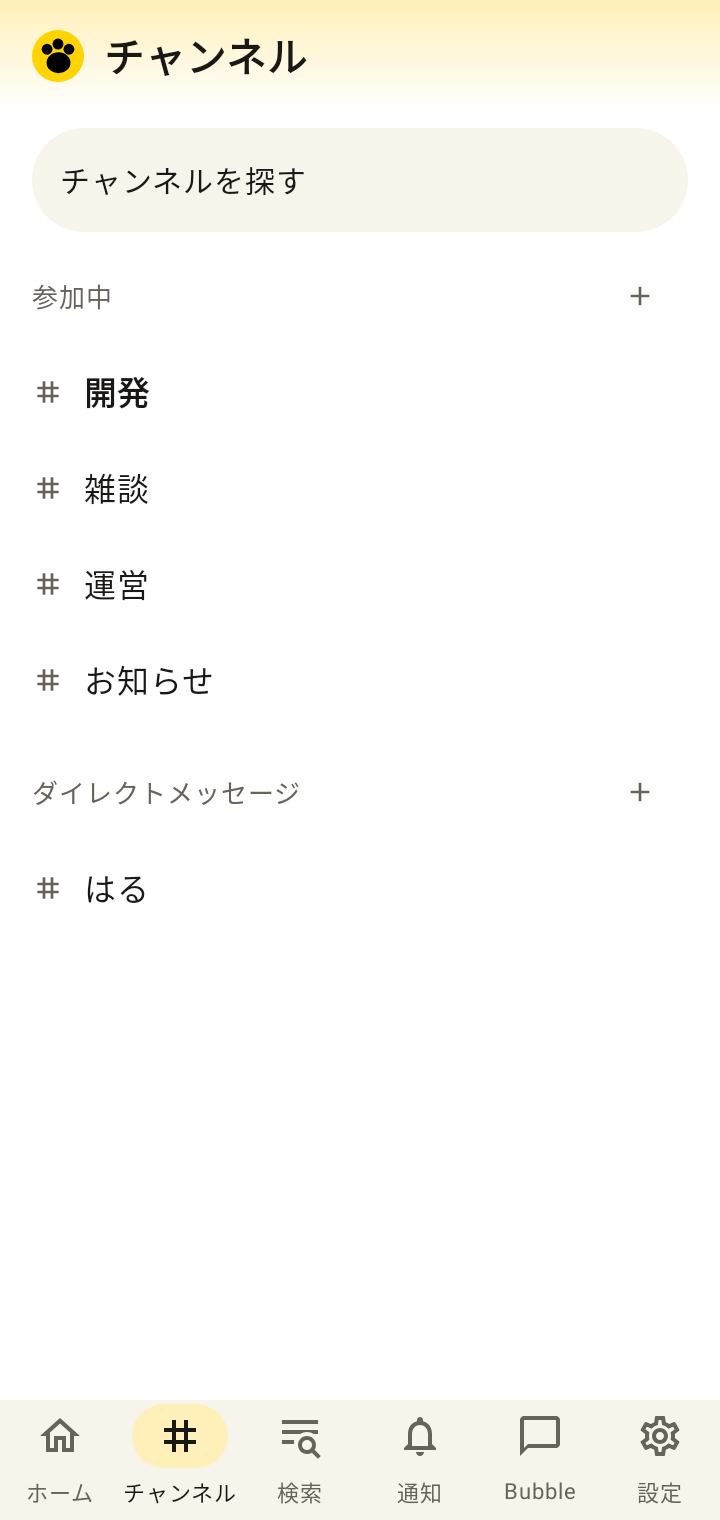 チャンネル
チャンネルを探す
参加中
開発
雑談
運営
お知らせ
ダイレクトメッセージ
はる
ホーム
チャンネル
検索
通知
Bubble
設定